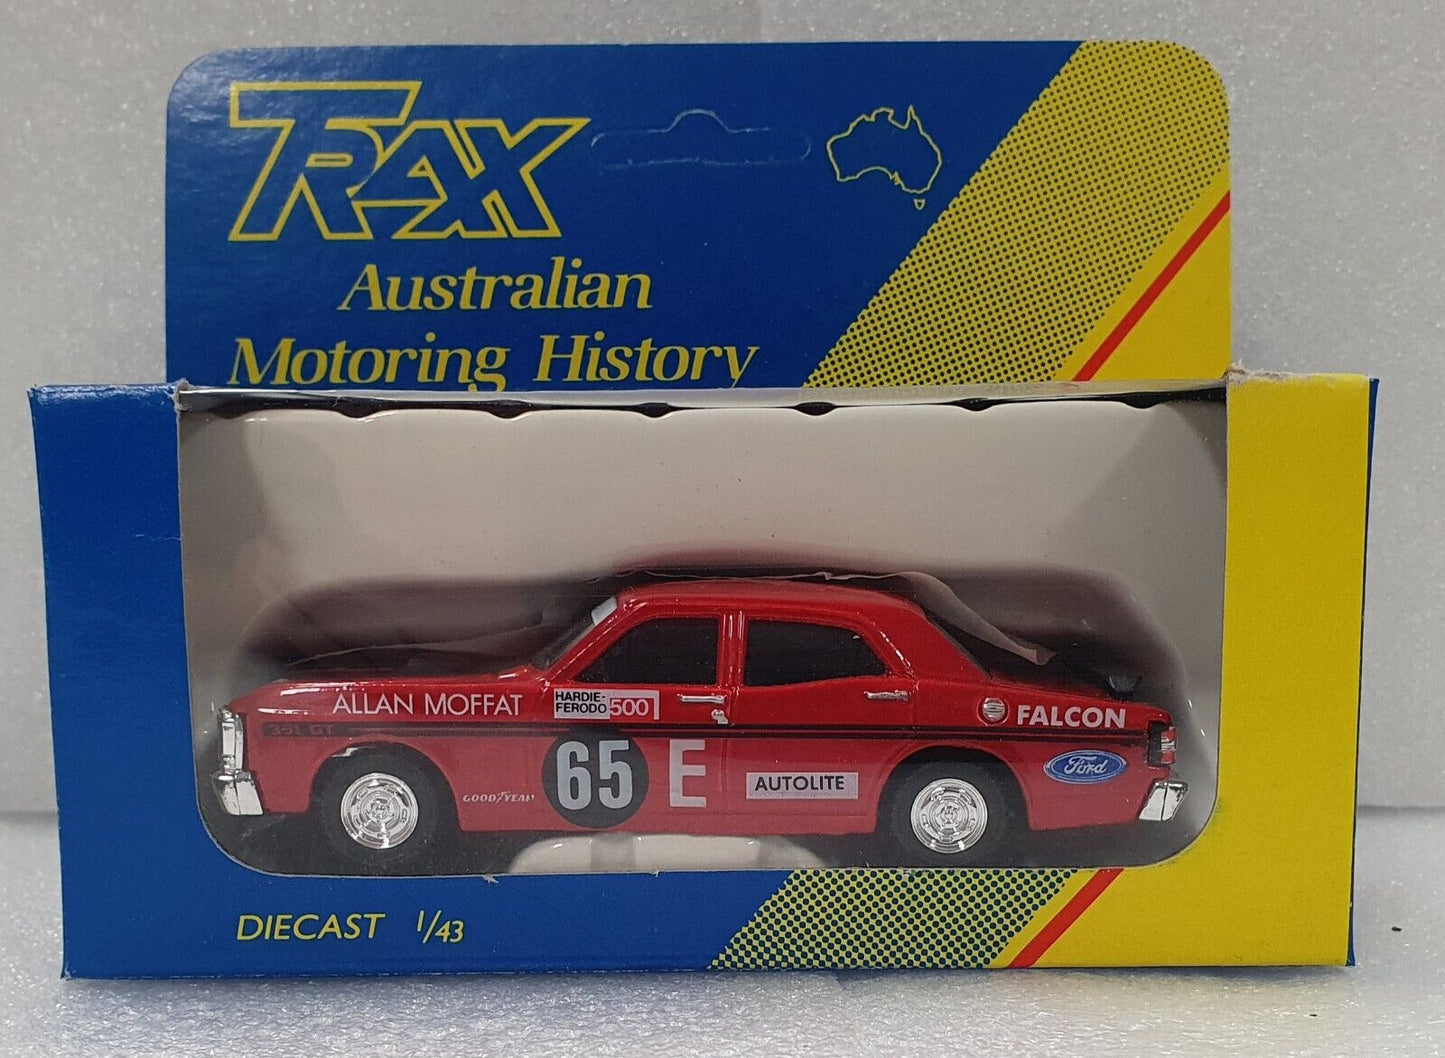 TRAX
Australian
Motoring History
ALLAN MOFFAT
HARDIE-
FERODO 500
FALCON
351 GT
65 E
Ford
GOODYEAR
AUTOLITE
DIECAST 1/43